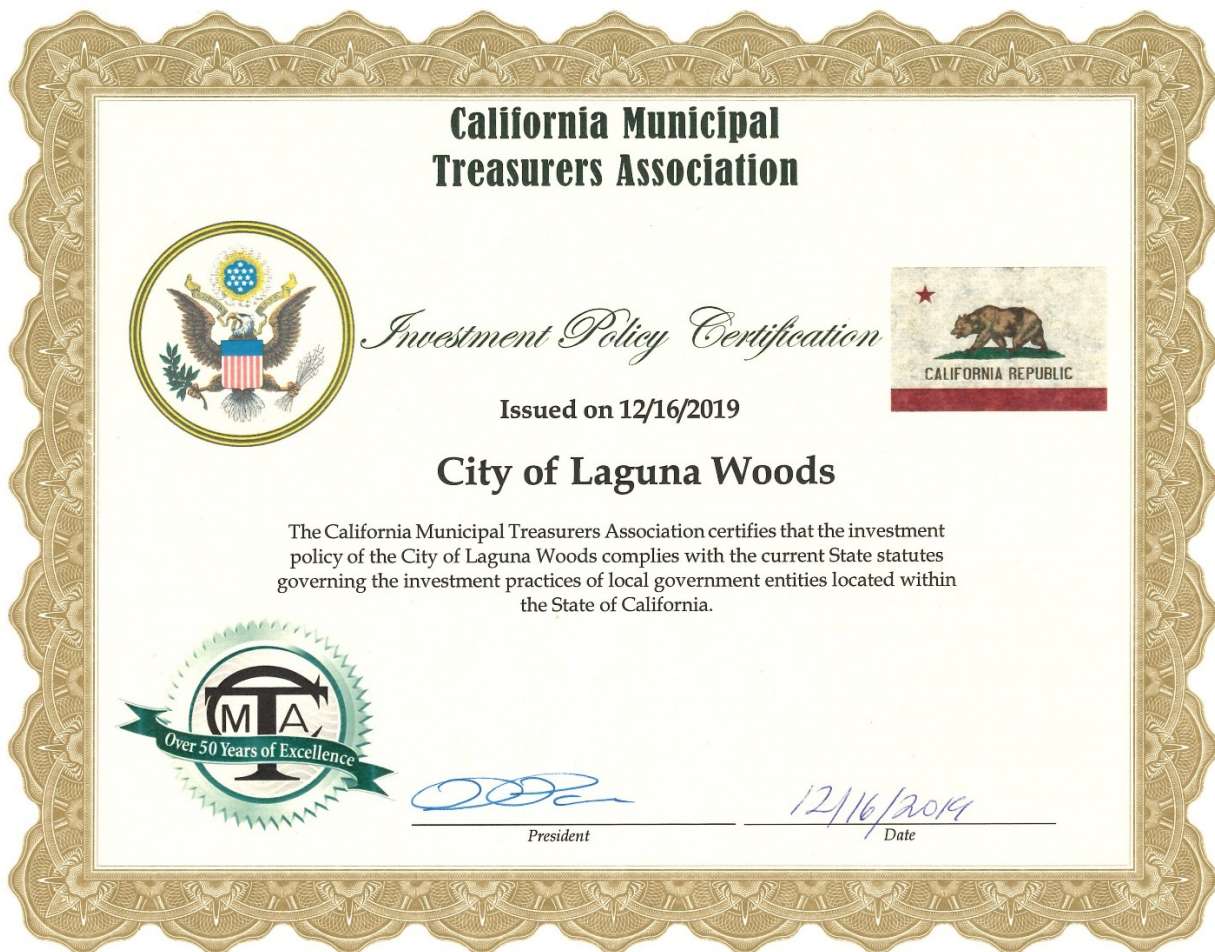 California Municipal
Treasurers Association
Investment Policy Certification
CALIFORNIA REPUBLIC
Issued on 12/16/2019
City of Laguna Woods
The California Municipal Treasurers Association certifies that the investment
policy of the City of Laguna Woods complies with the current State statutes
governing the investment practices of local government entities located within
the State of California.
CMTA
Over 50 Years of Excellence
12/16/2019
President
Date